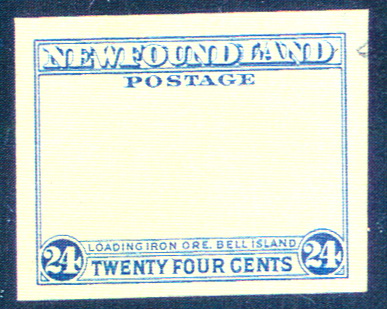 NEWFOUNDLAND
POSTAGE
LOADING IRON ORE, BELL ISLAND
24 TWENTY FOUR CENTS 24